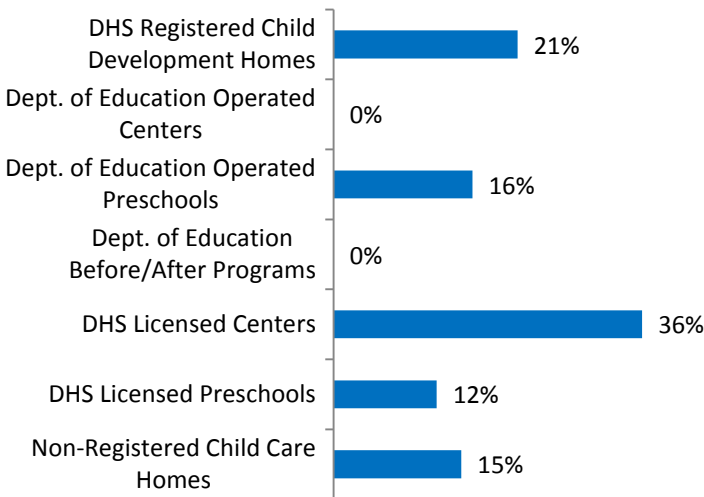 DHS Registered Child
Development Homes
21%
Dept. of Education Operated
Centers
0%
Dept. of Education Operated
Preschools
16%
Dept. of Education
Before/After Programs
0%
DHS Licensed Centers
36%
DHS Licensed Preschools
12%
Non-Registered Child Care
Homes
15%